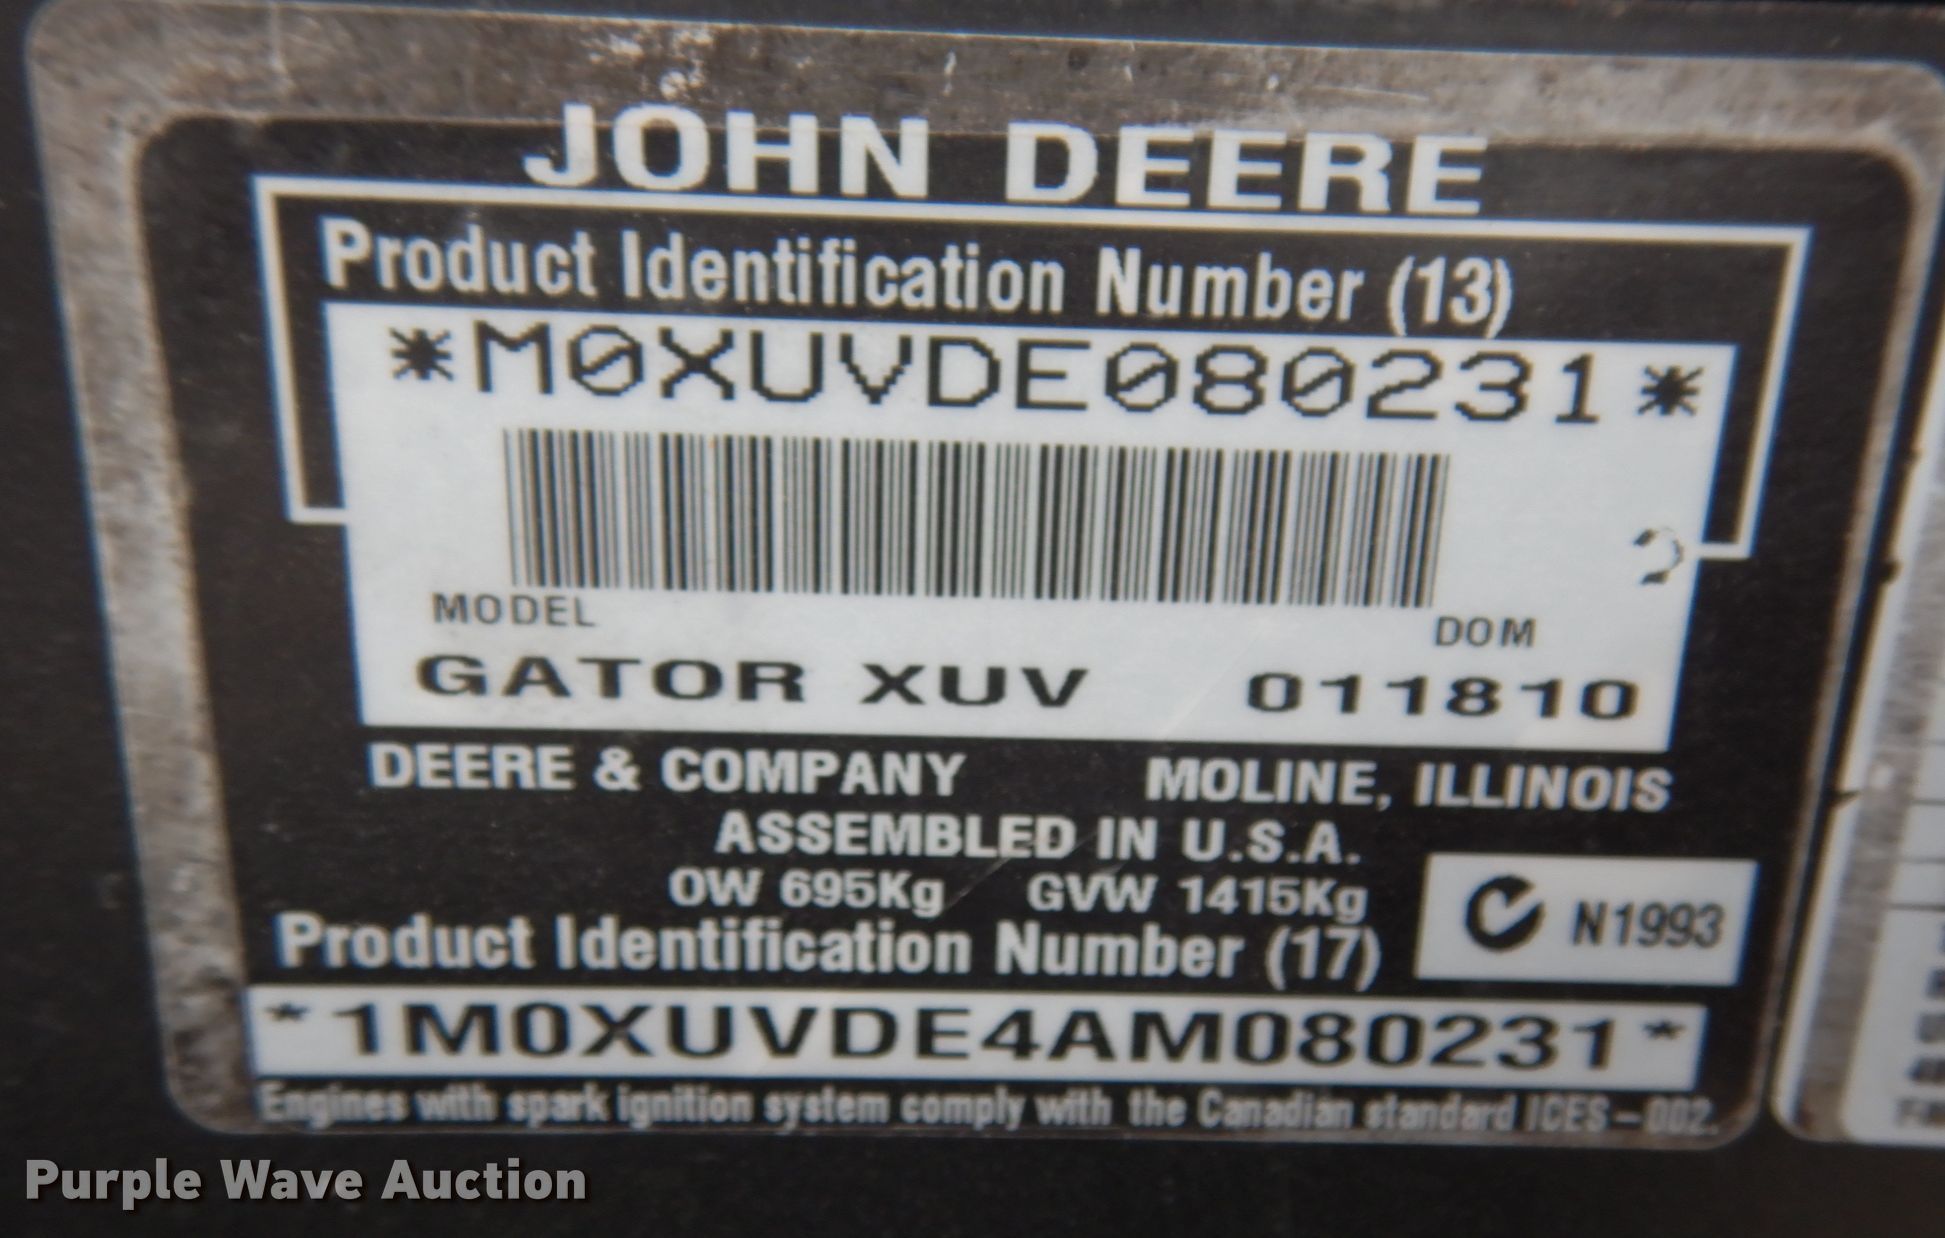 JOHN DEERE
Product Identification Number (13)
*M0XUVDE080231*
MODEL
DOM
GATOR XUV 011810
DEERE & COMPANY MOLINE, ILLINOIS
ASSEMBLED IN U.S.A.
OW 695Kg GVW 1415Kg
N1993
Product Identification Number (17)
*1M0XUVDE4AM080231*
Engines with spark ignition system comply with the Canadian standard ICES-002.
Purple Wave Auction